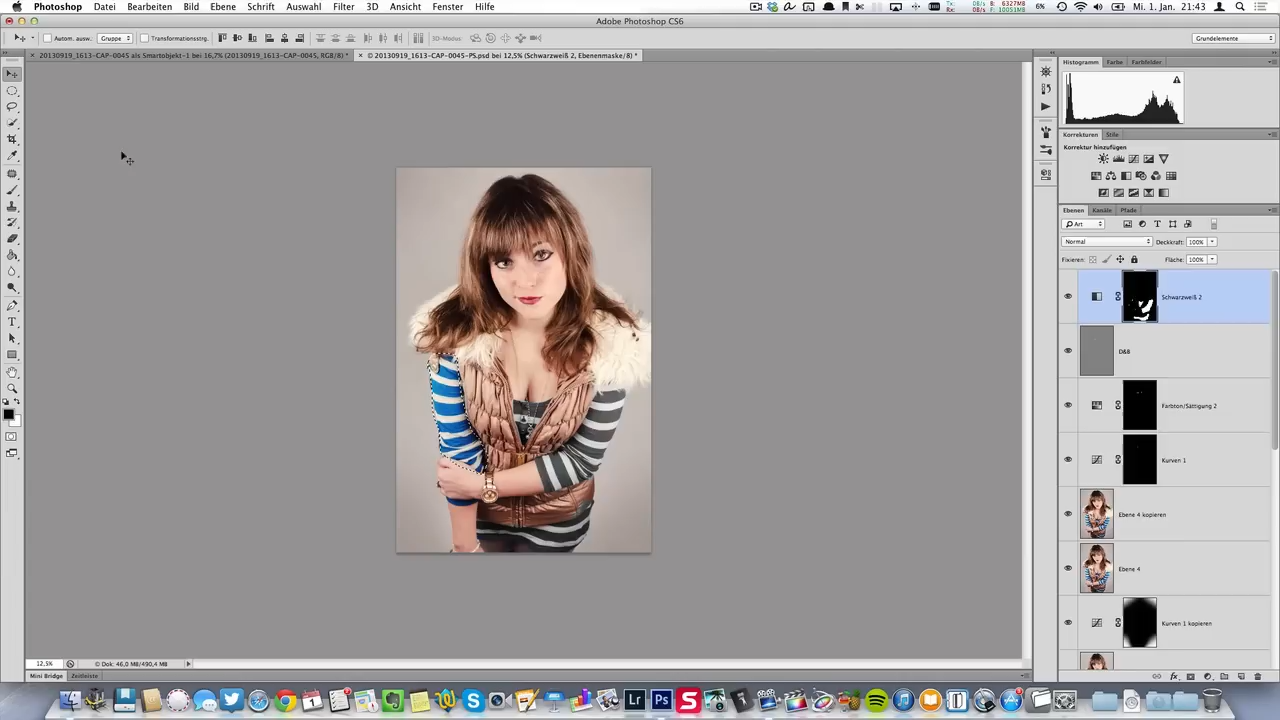 Photoshop Datei Bearbeiten Bild Ebene Schrift Auswahl Filter 3D Ansicht Fenster Hilfe
6% Mi. 1. Jan. 21:43
Adobe Photoshop CS6
Autom. ausw.: Gruppe Transformationsstrg. 3D-Modus: Grundelemente
20130919_1613-CAP-0045 als Smartobjekt-1 bei 16,7% (20130919_1613-CAP-0045, RGB/8) *
© 20130919_1613-CAP-0045-PS.psd bei 12,5% (Schwarzweiß 2, Ebenenmaske/8) *
Histogramm Farbe Farbfelder
Korrekturen Stile
Korrektur hinzufügen
Ebenen Kanäle Pfade
Art
Normal Deckkraft: 100%
Fixieren: Fläche: 100%
Schwarzweiß 2
D&B
Farbton/Sättigung 2
Kurven 1
Ebene 4 kopieren
Ebene 4
Kurven 1 kopieren
12,5% Dok: 46,0 MB/490,4 MB
Mini Bridge Zeitleiste
Lr Ps